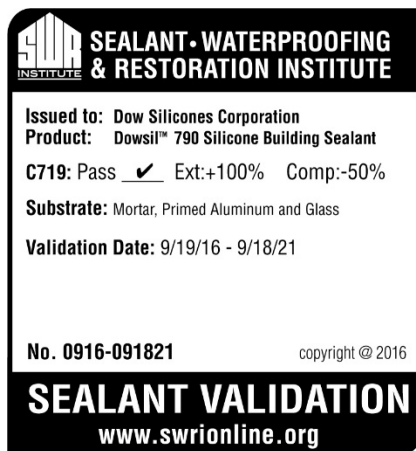 SWR
INSTITUTE
SEALANT • WATERPROOFING
& RESTORATION INSTITUTE
Issued to: Dow Silicones Corporation
Product: Dowsil™ 790 Silicone Building Sealant
C719: Pass ✔ Ext:+100% Comp:-50%
Substrate: Mortar, Primed Aluminum and Glass
Validation Date: 9/19/16 - 9/18/21
No. 0916-091821 copyright @ 2016
SEALANT VALIDATION
www.swrionline.org